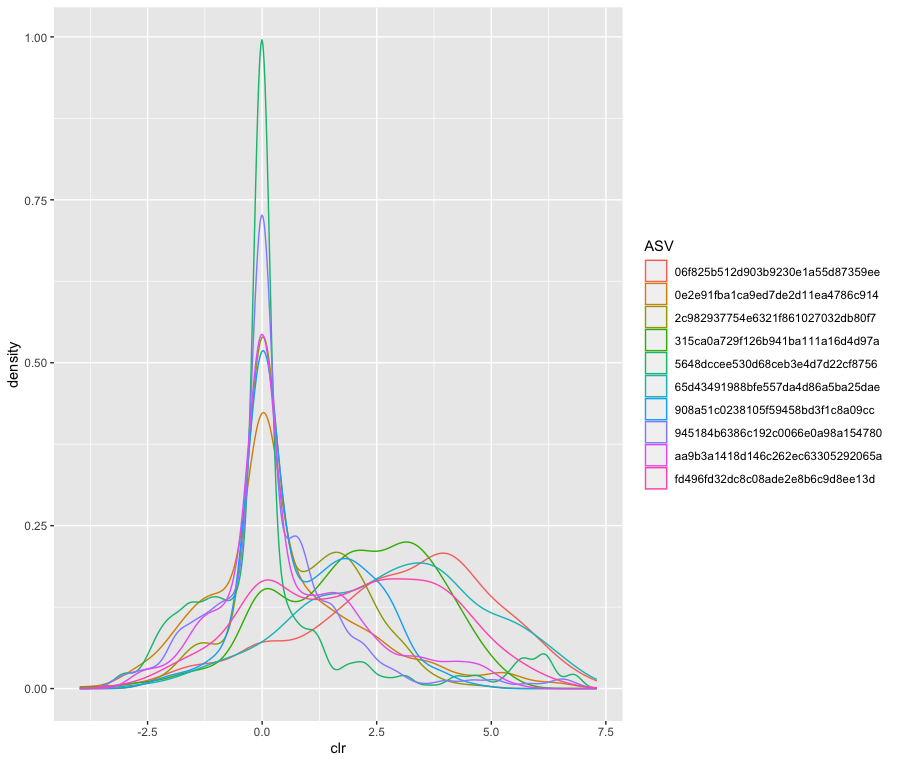 1.00
0.75
0.50
0.25
0.00
density
-2.5 0.0 2.5 5.0 7.5
clr
ASV
06f825b512d903b9230e1a55d87359ee
0e2e91fba1ca9ed7de2d11ea4786c914
2c982937754e6321f861027032db80f7
315ca0a729f126b941ba111a16d4d97a
5648dccee530d68ceb3e4d7d22cf8756
65d43491988bfe557da4d86a5ba25dae
908a51c0238105f59458bd3f1c8a09cc
945184b6386c192c0066e0a98a154780
aa9b3a1418d146c262ec63305292065a
fd496fd32dc8c08ade2e8b6c9d8ee13d